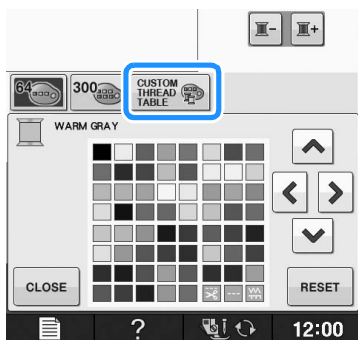 64 300 CUSTOM
THREAD
TABLE
WARM GRAY
CLOSE
RESET
?
12:00